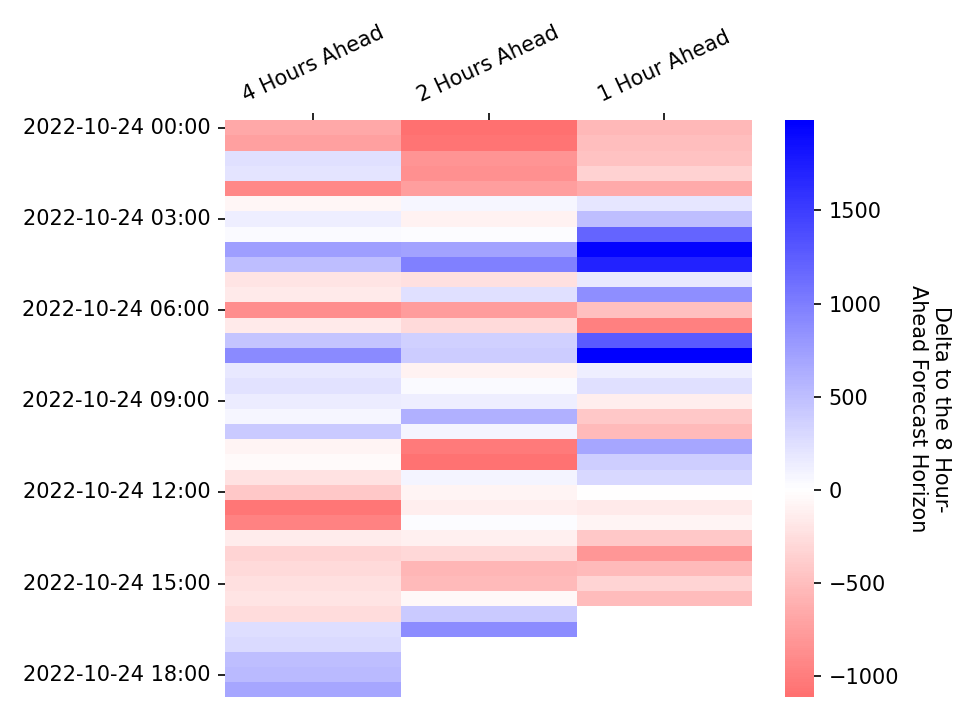 4 Hours Ahead
2 Hours Ahead
1 Hour Ahead
2022-10-24 00:00
2022-10-24 03:00
2022-10-24 06:00
2022-10-24 09:00
2022-10-24 12:00
2022-10-24 15:00
2022-10-24 18:00
1500
1000
500
0
−500
−1000
Delta to the 8 Hour-
Ahead Forecast Horizon